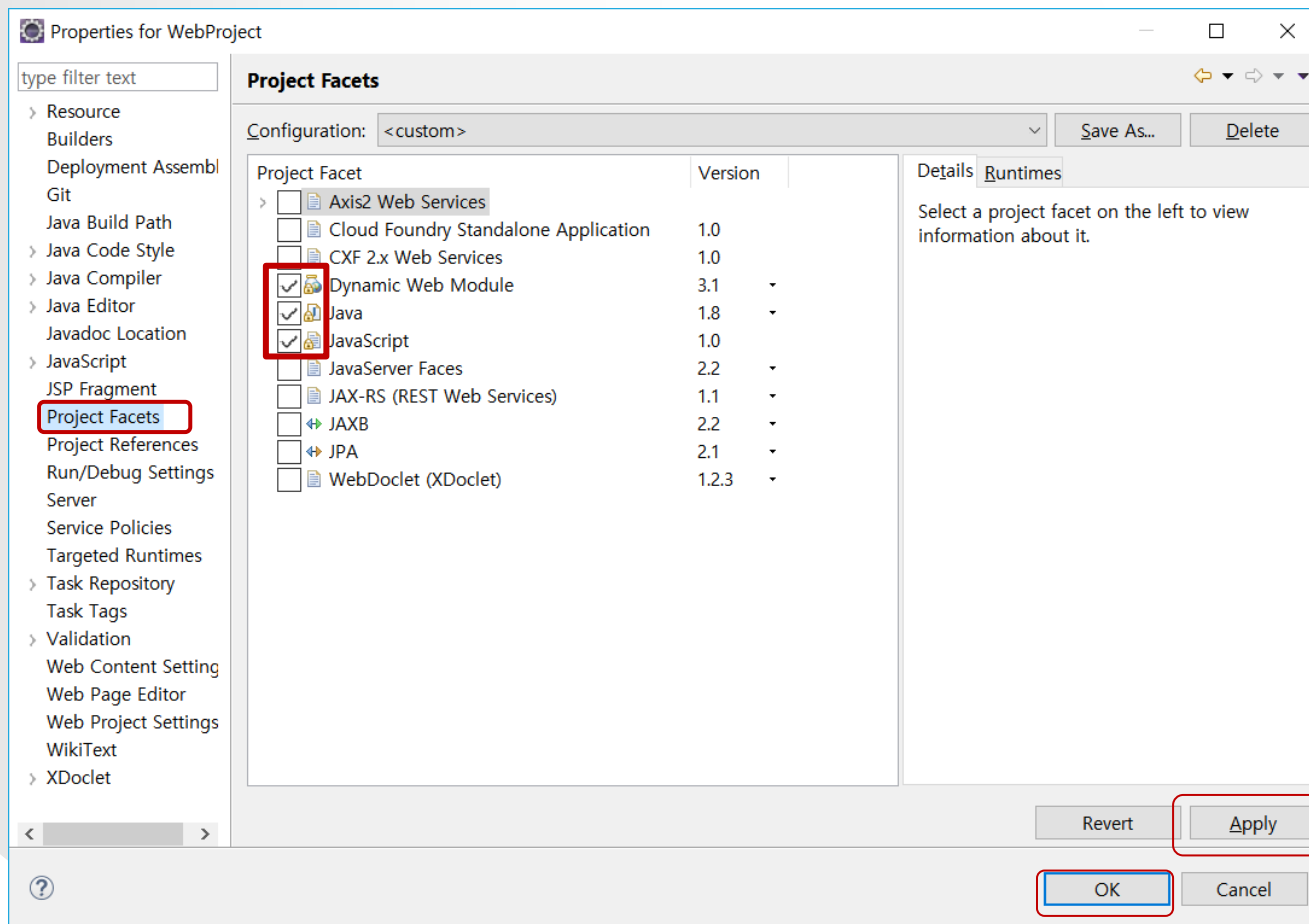 Properties for WebProject
type filter text
Resource
Builders
Deployment Assembl
Git
Java Build Path
Java Code Style
Java Compiler
Java Editor
Javadoc Location
JavaScript
JSP Fragment
Project Facets
Project References
Run/Debug Settings
Server
Service Policies
Targeted Runtimes
Task Repository
Task Tags
Validation
Web Content Setting
Web Page Editor
Web Project Settings
WikiText
XDoclet
Project Facets
Configuration: <custom> Save As... Delete
Project Facet Version
Axis2 Web Services
Cloud Foundry Standalone Application 1.0
CXF 2.x Web Services 1.0
Dynamic Web Module 3.1
Java 1.8
JavaScript 1.0
JavaServer Faces 2.2
JAX-RS (REST Web Services) 1.1
JAXB 2.2
JPA 2.1
WebDoclet (XDoclet) 1.2.3
Details Runtimes
Select a project facet on the left to view
information about it.
Revert Apply
OK Cancel